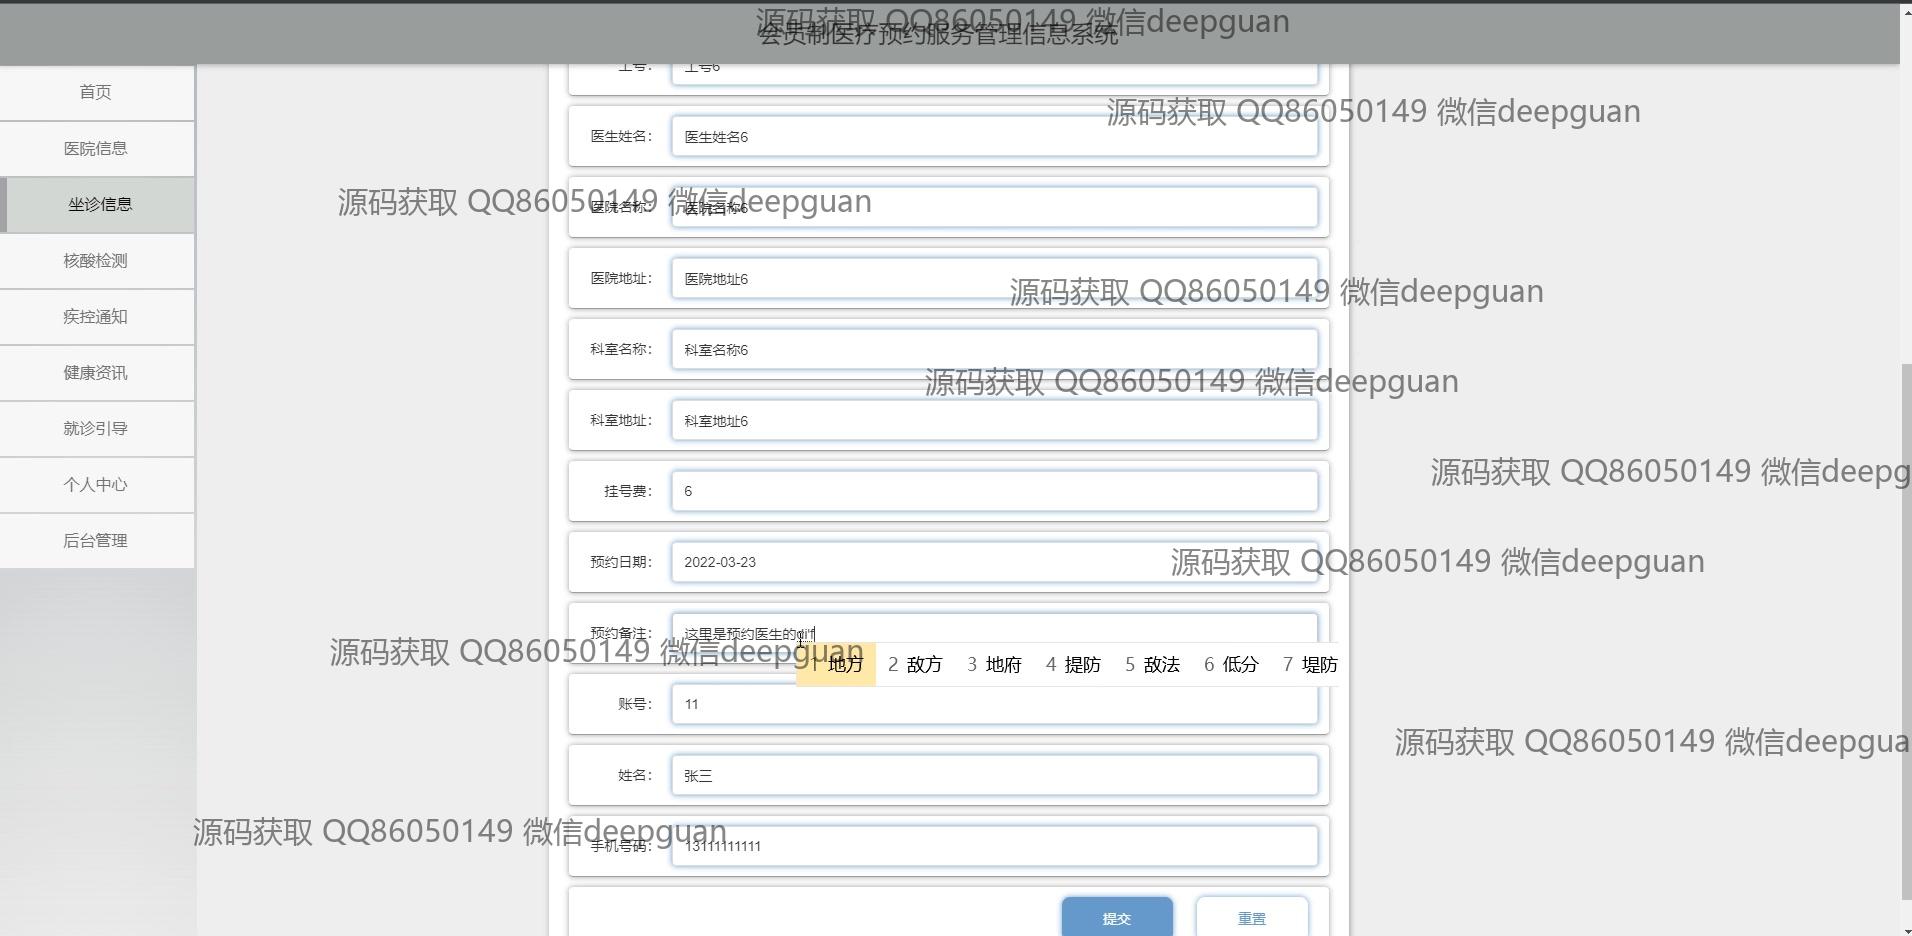 源码获取 QQ86050149 微信deepguan
会员制医疗预约服务管理信息系统
首页
医院信息
坐诊信息
核酸检测
疾控通知
健康资讯
就诊引导
个人中心
后台管理
工号： 工号6
源码获取 QQ86050149 微信deepguan
医生姓名： 医生姓名6
源码获取 QQ86050149 微信deepguan
医院名称： 医院名称6
医院地址： 医院地址6
源码获取 QQ86050149 微信deepguan
科室名称： 科室名称6
源码获取 QQ86050149 微信deepguan
科室地址： 科室地址6
源码获取 QQ86050149 微信deepg
挂号费： 6
预约日期： 2022-03-23
源码获取 QQ86050149 微信deepguan
预约备注： 这里是预约医生的di'f
源码获取 QQ86050149 微信deepguan
1 地方 2 敌方 3 地府 4 提防 5 敌法 6 低分 7 堤防
账号： 11
源码获取 QQ86050149 微信deepgua
姓名： 张三
源码获取 QQ86050149 微信deepguan
手机号码： 13111111111
提交 重置